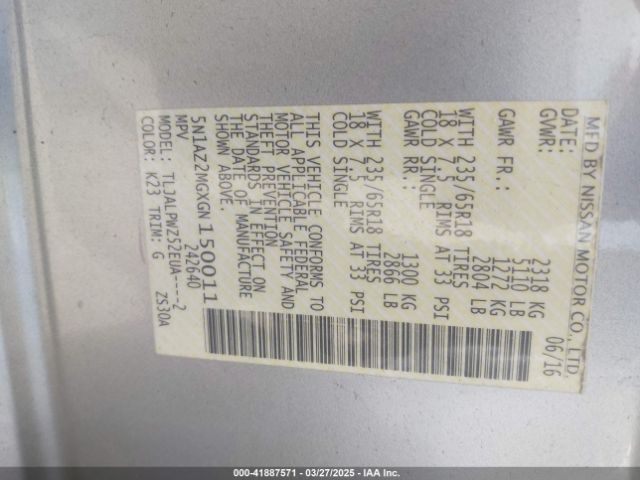 MFD BY NISSAN MOTOR CO., LTD.
DATE: 06/16
GVWR: 2318 KG
5110 LB
GAWR FR: 1272 KG
2804 LB
WITH 235/65R18 TIRES
18 X 7.5 RIMS AT 33 PSI
COLD SINGLE
GAWR RR: 1300 KG
2866 LB
WITH 235/65R18 TIRES
18 X 7.5 RIMS AT 33 PSI
COLD SINGLE
THIS VEHICLE CONFORMS TO
ALL APPLICABLE FEDERAL
MOTOR VEHICLE SAFETY AND
THEFT PREVENTION
STANDARDS IN EFFECT ON
THE DATE OF MANUFACTURE
SHOWN ABOVE.
5N1AZ2MGXGN150011
MPV 242640
MODEL: TLJALPWZ52EUA----2
COLOR: K23 TRIM: G ZS30A
000-41887571 | 03/27/2025 | IAA Inc.